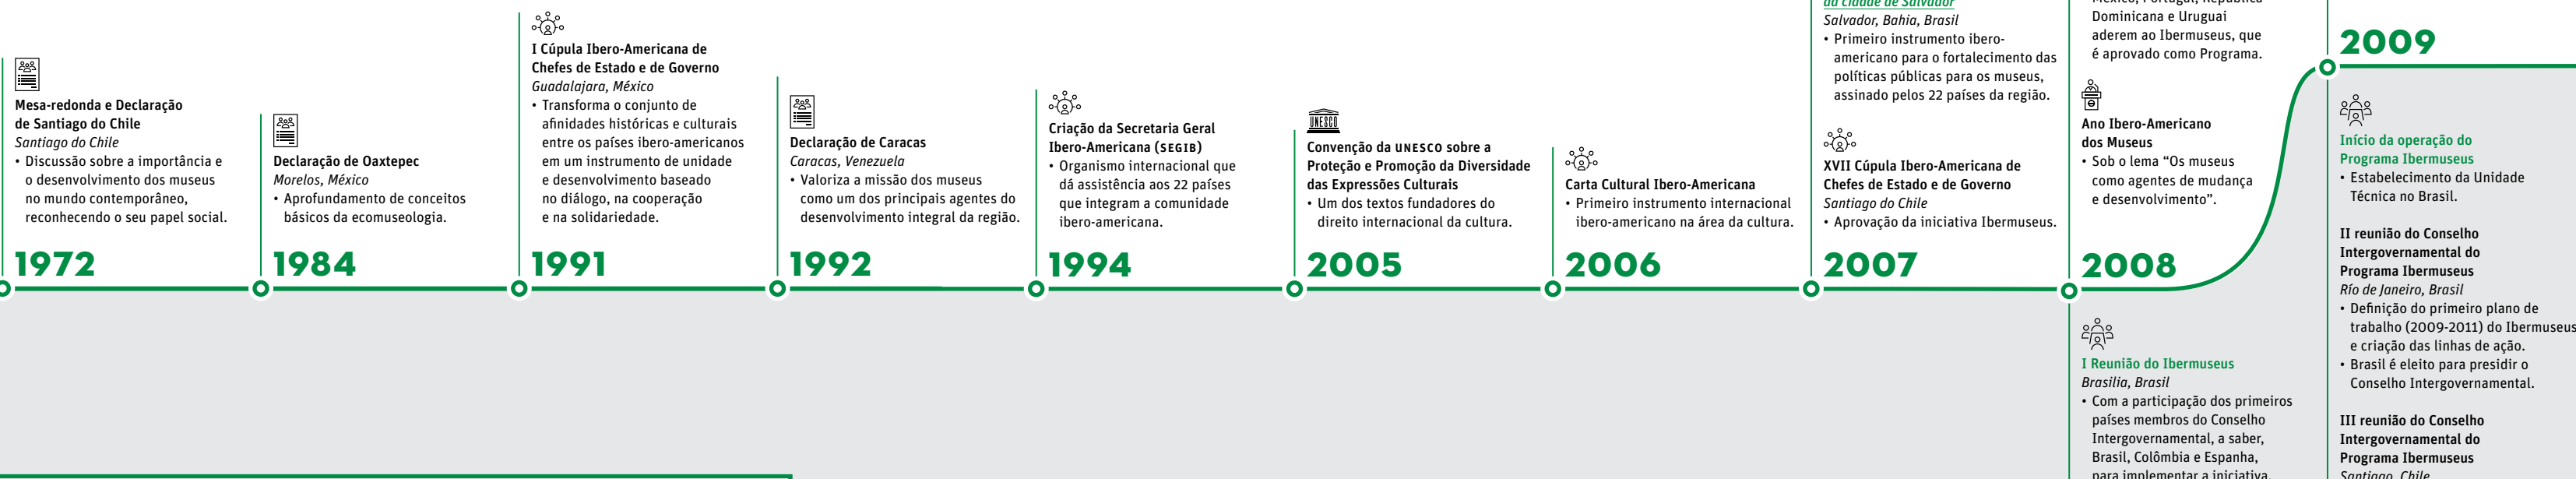 Mesa-redonda e Declaração
de Santiago do Chile
Santiago do Chile
• Discussão sobre a importância e
o desenvolvimento dos museus
no mundo contemporâneo,
reconhecendo o seu papel social.
1972
Declaração de Oaxtepec
Morelos, México
• Aprofundamento de conceitos
básicos da ecomuseologia.
1984
I Cúpula Ibero-Americana de
Chefes de Estado e de Governo
Guadalajara, México
• Transforma o conjunto de
afinidades históricas e culturais
entre os países ibero-americanos
em um instrumento de unidade
e desenvolvimento baseado
no diálogo, na cooperação
e na solidariedade.
1991
Declaração de Caracas
Caracas, Venezuela
• Valoriza a missão dos museus
como um dos principais agentes do
desenvolvimento integral da região.
1992
Criação da Secretaria Geral
Ibero-Americana (SEGIB)
• Organismo internacional que
dá assistência aos 22 países
que integram a comunidade
ibero-americana.
1994
UNESCO
Convenção da UNESCO sobre a
Proteção e Promoção da Diversidade
das Expressões Culturais
• Um dos textos fundadores do
direito internacional da cultura.
2005
Carta Cultural Ibero-Americana
• Primeiro instrumento internacional
ibero-americano na área da cultura.
2006
da Cidade de Salvador
Salvador, Bahia, Brasil
• Primeiro instrumento ibero-
americano para o fortalecimento das
políticas públicas para os museus,
assinado pelos 22 países da região.
XVII Cúpula Ibero-Americana de
Chefes de Estado e de Governo
Santiago do Chile
• Aprovação da iniciativa Ibermuseus.
2007
México, Portugal, República
Dominicana e Uruguai
aderem ao Ibermuseus, que
é aprovado como Programa.
Ano Ibero-Americano
dos Museus
• Sob o lema “Os museus
como agentes de mudança
e desenvolvimento”.
2008
I Reunião do Ibermuseus
Brasilia, Brasil
• Com a participação dos primeiros
países membros do Conselho
Intergovernamental, a saber,
Brasil, Colômbia e Espanha,
para implementar a iniciativa.
2009
Início da operação do
Programa Ibermuseus
• Estabelecimento da Unidade
Técnica no Brasil.
II reunião do Conselho
Intergovernamental do
Programa Ibermuseus
Río de Janeiro, Brasil
• Definição do primeiro plano de
trabalho (2009-2011) do Ibermuseus
e criação das linhas de ação.
• Brasil é eleito para presidir o
Conselho Intergovernamental.
III reunião do Conselho
Intergovernamental do
Programa Ibermuseus
Santiago, Chile